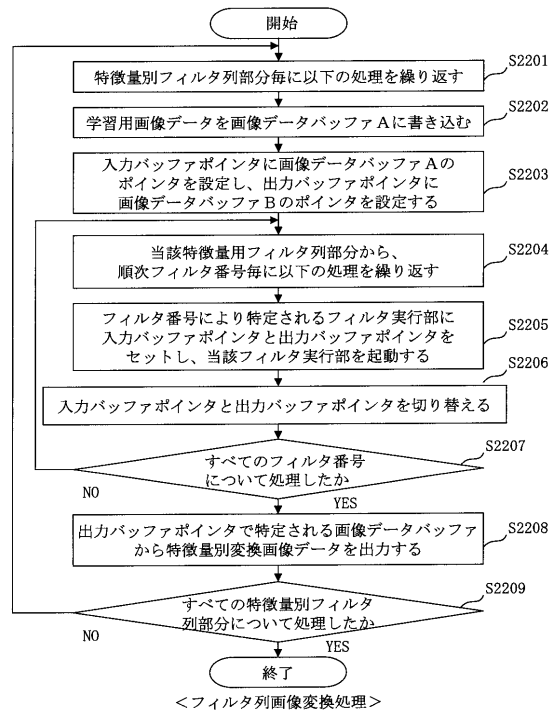 開始
S2201
特徴量別フィルタ列部分毎に以下の処理を繰り返す
S2202
学習用画像データを画像データバッファAに書き込む
S2203
入力バッファポインタに画像データバッファAの
ポインタを設定し、出力バッファポインタに
画像データバッファBのポインタを設定する
S2204
当該特徴量用フィルタ列部分から、
順次フィルタ番号毎に以下の処理を繰り返す
S2205
フィルタ番号により特定されるフィルタ実行部に
入力バッファポインタと出力バッファポインタを
セットし、当該フィルタ実行部を起動する
S2206
入力バッファポインタと出力バッファポインタを切り替える
S2207
すべてのフィルタ番号
について処理したか
NO
YES
S2208
出力バッファポインタで特定される画像データバッファ
から特徴量別変換画像データを出力する
S2209
すべての特徴量別フィルタ
列部分について処理したか
NO
YES
終了
<フィルタ列画像変換処理>